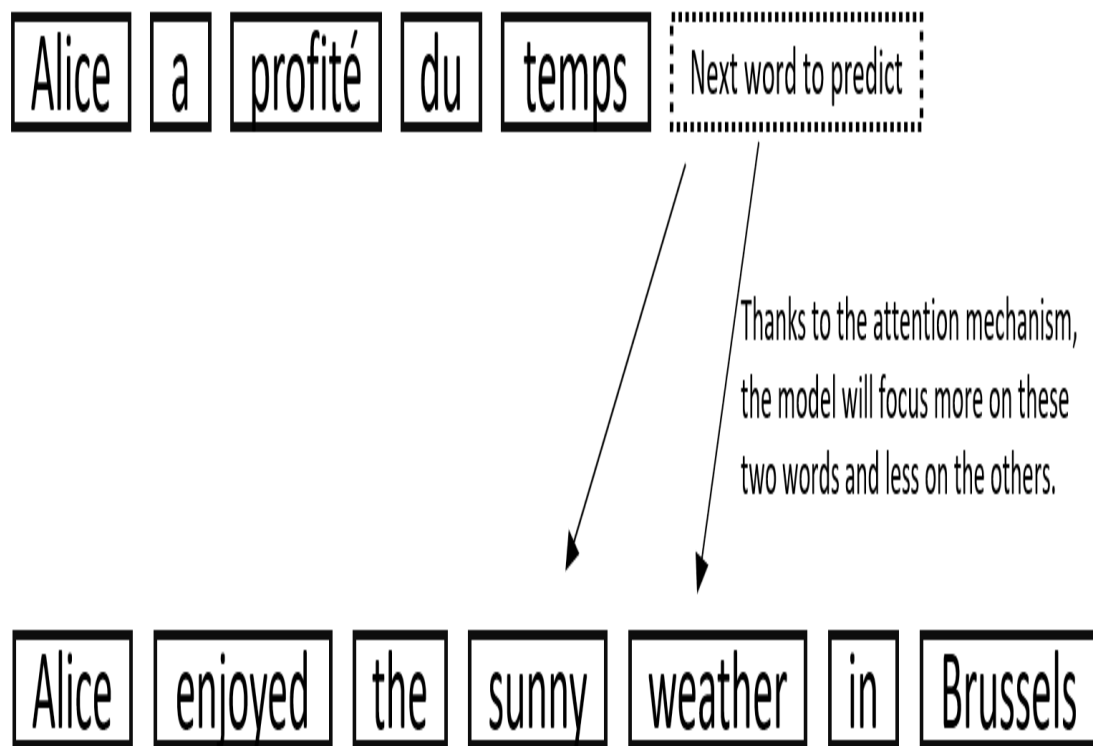 Alice a profité du temps Next word to predict
Thanks to the attention mechanism,
the model will focus more on these
two words and less on the others.
Alice enjoyed the sunny weather in Brussels